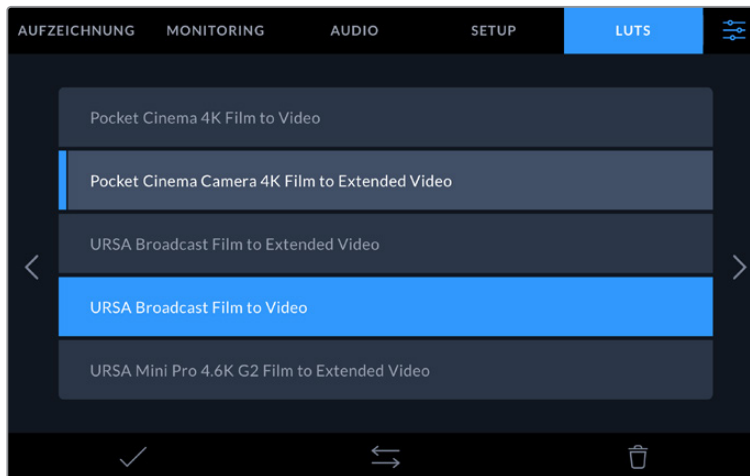 AUFZEICHNUNG MONITORING AUDIO SETUP LUTS
Pocket Cinema 4K Film to Video
Pocket Cinema Camera 4K Film to Extended Video
URSA Broadcast Film to Extended Video
URSA Broadcast Film to Video
URSA Mini Pro 4.6K G2 Film to Extended Video